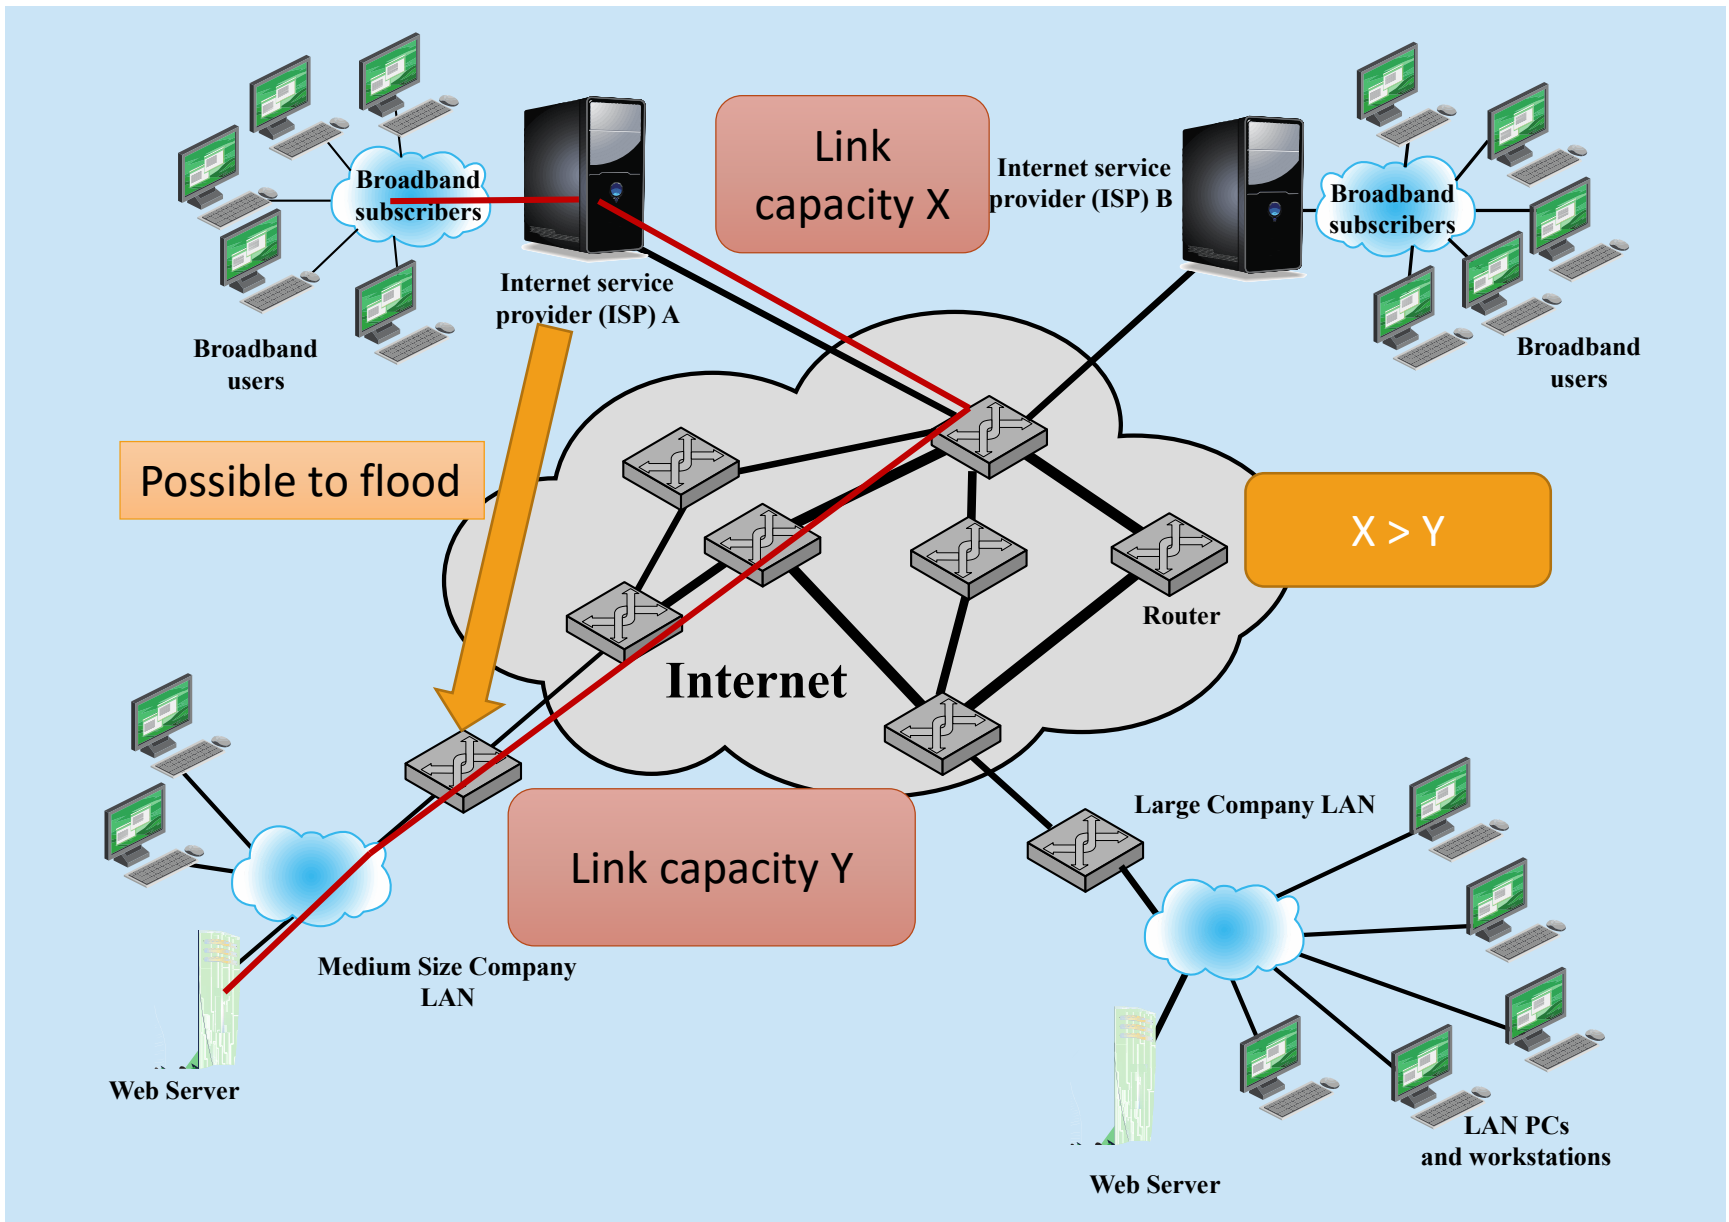 Link
capacity X
Broadband
subscribers
Internet service
provider (ISP) B
Broadband
subscribers
Internet service
provider (ISP) A
Broadband
users
Broadband
users
Possible to flood
X > Y
Router
Internet
Large Company LAN
Link capacity Y
Medium Size Company
LAN
Web Server
LAN PCs
and workstations
Web Server